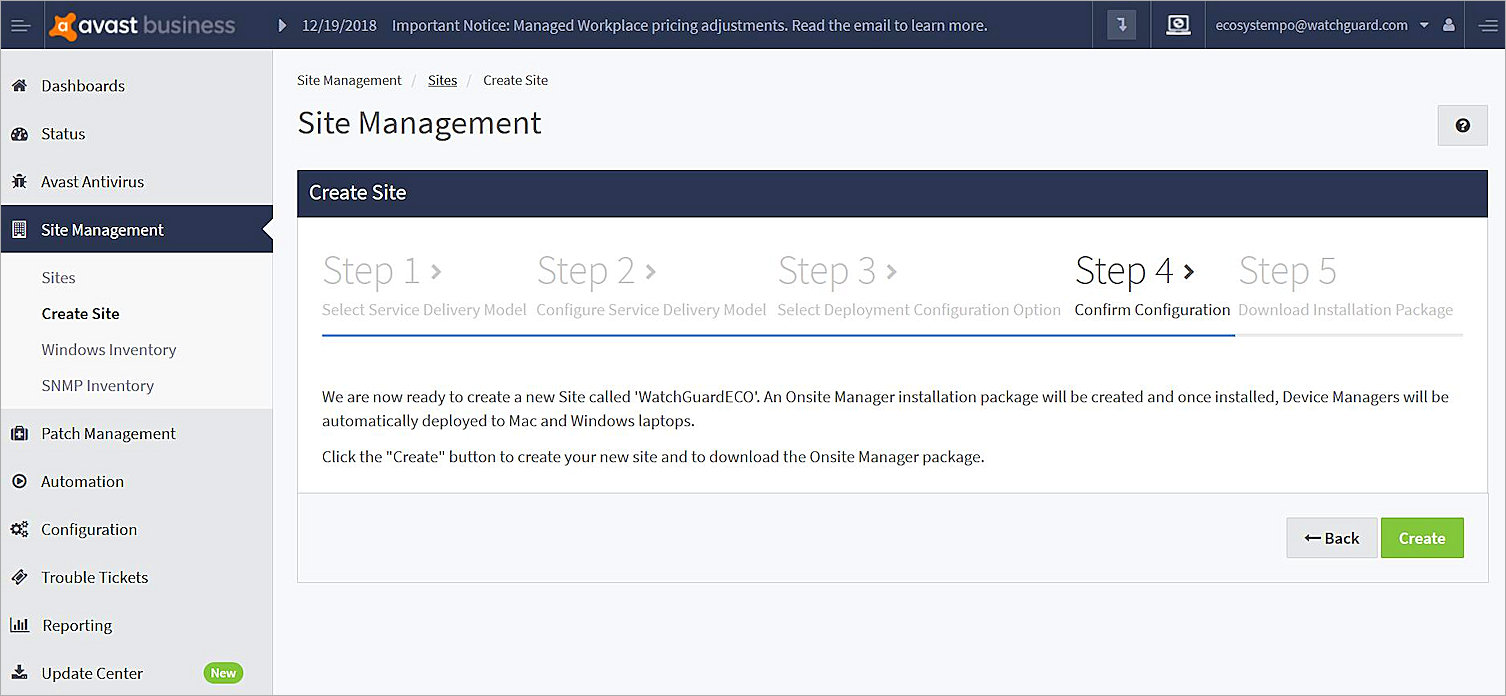 avast business
12/19/2018 Important Notice: Managed Workplace pricing adjustments. Read the email to learn more.
ecosystempo@watchguard.com
Dashboards
Status
Avast Antivirus
Site Management
Sites
Create Site
Windows Inventory
SNMP Inventory
Patch Management
Automation
Configuration
Trouble Tickets
Reporting
Update Center New
Site Management / Sites / Create Site
Site Management
Create Site
Step 1 Step 2 Step 3 Step 4 Step 5
Select Service Delivery Model Configure Service Delivery Model Select Deployment Configuration Option Confirm Configuration Download Installation Package
We are now ready to create a new Site called 'WatchGuardECO'. An Onsite Manager installation package will be created and once installed, Device Managers will be
automatically deployed to Mac and Windows laptops.
Click the "Create" button to create your new site and to download the Onsite Manager package.
Back Create